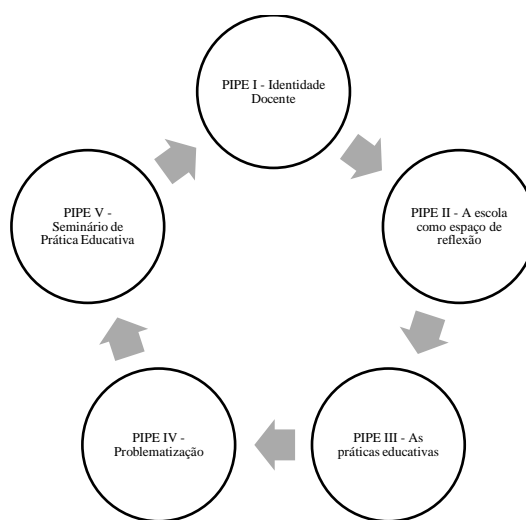 PIPE I - Identidade
Docente
PIPE II - A escola
como espaço de
reflexão
PIPE III - As
práticas educativas
PIPE IV -
Problematização
PIPE V -
Seminário de
Prática Educativa